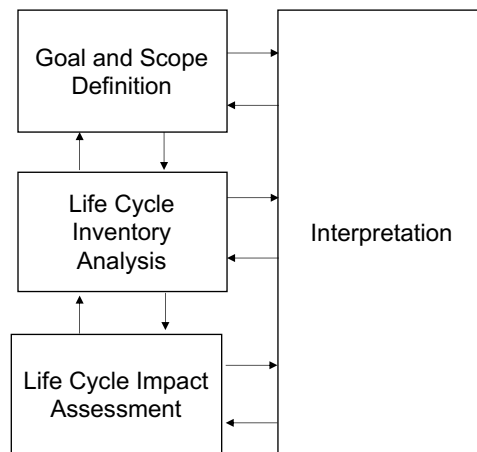 Goal and Scope
Definition
Life Cycle
Inventory
Analysis
Interpretation
Life Cycle Impact
Assessment